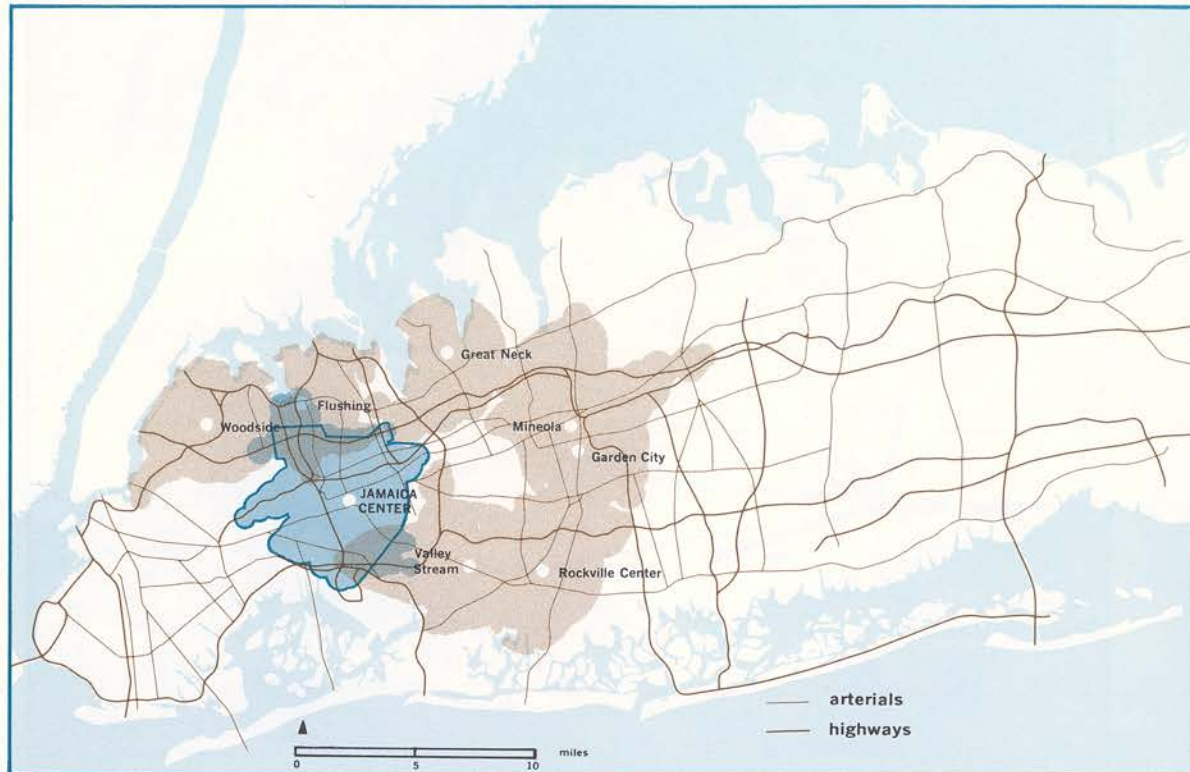 Great Neck
Flushing
Woodside
Mineola
Garden City
JAMAICA
CENTER
Valley
Stream
Rockville Center
arterials
highways
miles
0
5
10